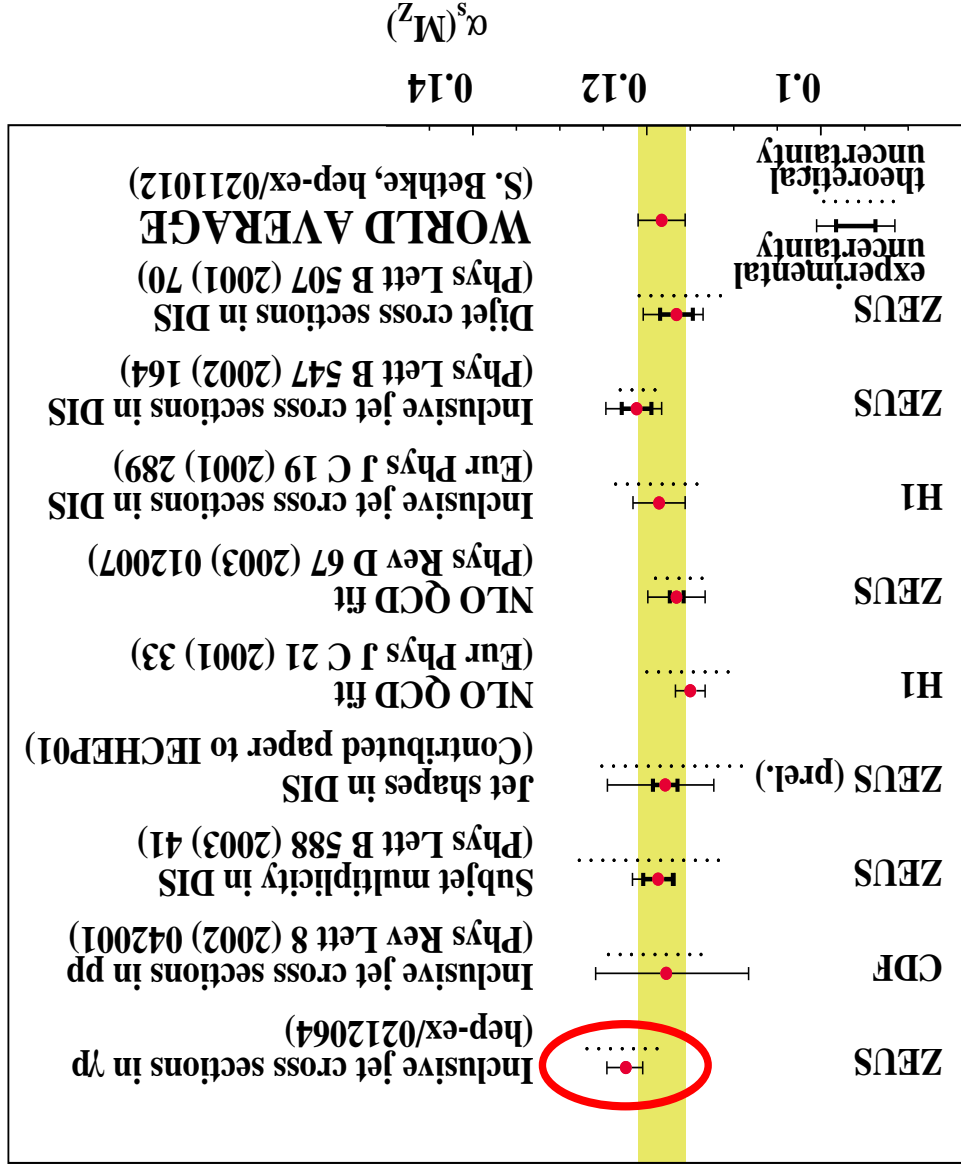 ZEUS Inclusive jet cross sections in γp
(hep-ex/0212064)
CDF Inclusive jet cross sections in pp
(Phys Rev Lett 8 (2002) 042001)
ZEUS Subjet multiplicity in DIS
(Phys Lett B 588 (2003) 41)
ZEUS (prel.) Jet shapes in DIS
(Contributed paper to IECHEP01)
H1 NLO QCD fit
(Eur Phys J C 21 (2001) 33)
ZEUS NLO QCD fit
(Phys Rev D 67 (2003) 012007)
H1 Inclusive jet cross sections in DIS
(Eur Phys J C 19 (2001) 289)
ZEUS Inclusive jet cross sections in DIS
(Phys Lett B 547 (2002) 164)
ZEUS Dijet cross sections in DIS
(Phys Lett B 507 (2001) 70)
experimental
uncertainty
WORLD AVERAGE
(S. Bethke, hep-ex/0211012)
theoretical
uncertainty
0.1 0.12 0.14
αs(MZ)